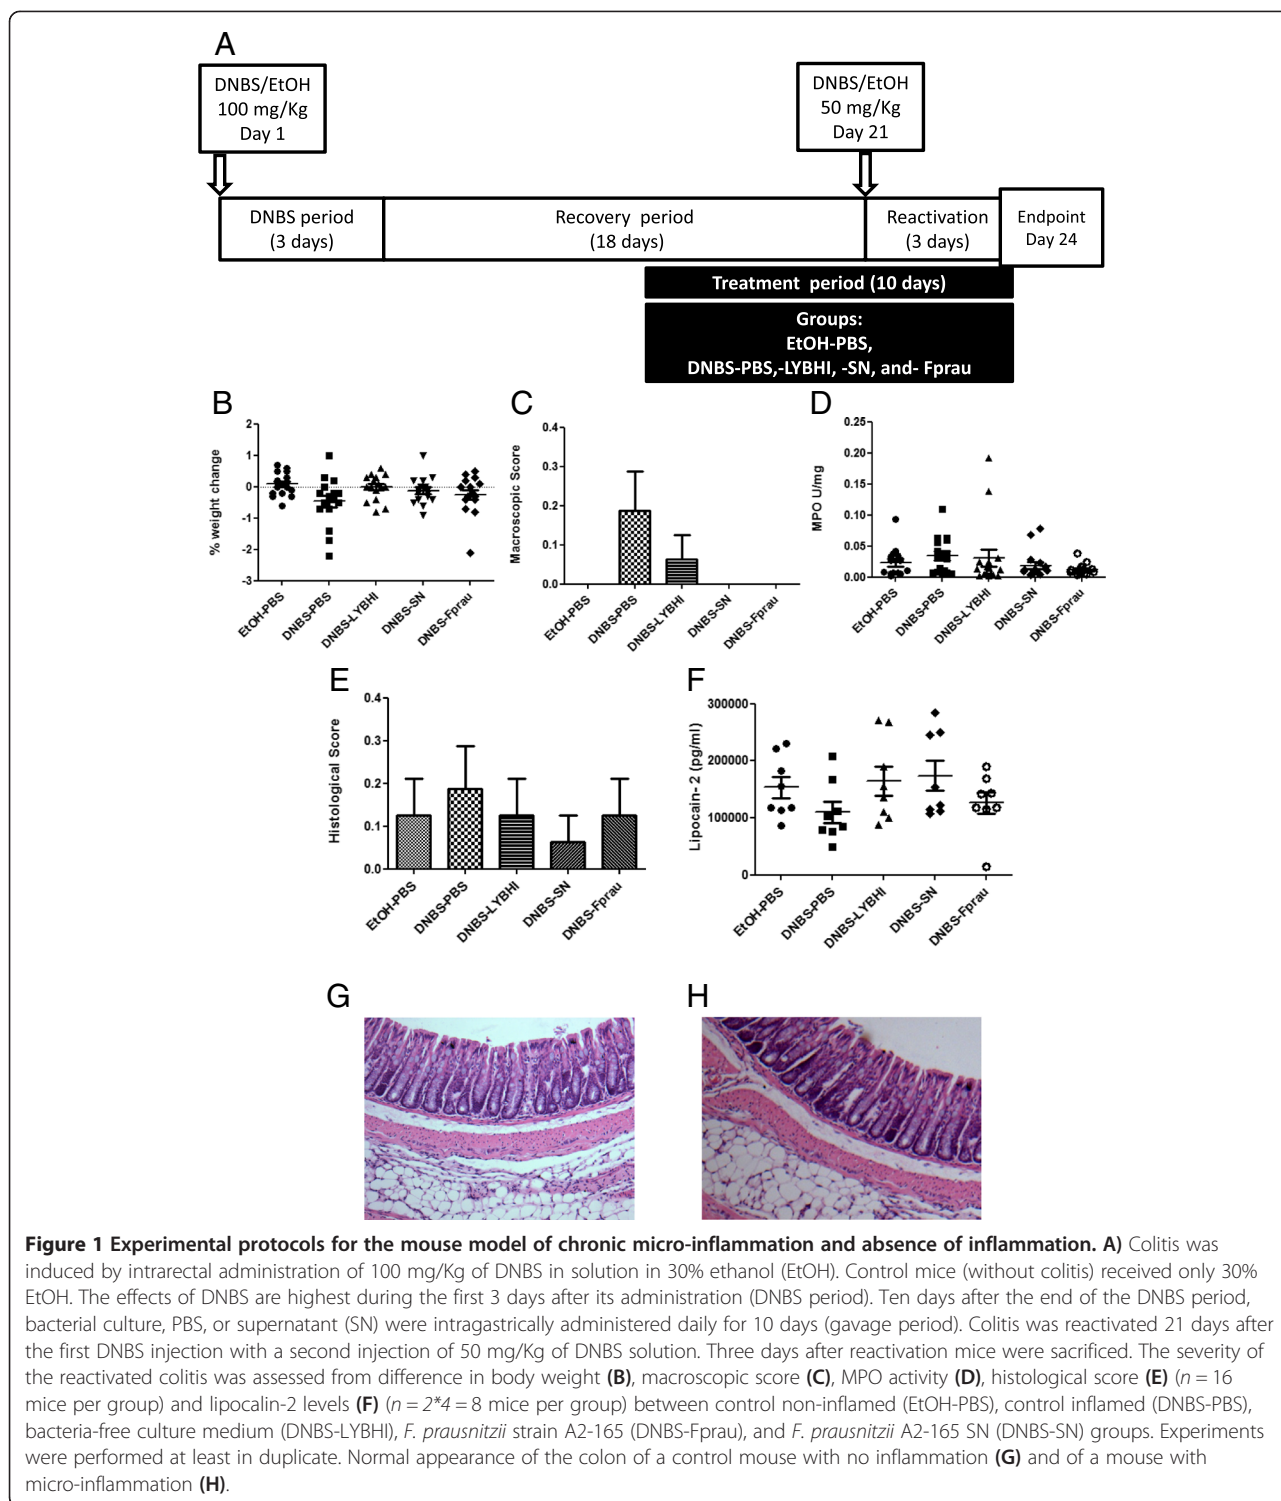 A
DNBS/EtOH
100 mg/Kg
Day 1
DNBS/EtOH
50 mg/Kg
Day 21
DNBS period
(3 days)
Recovery period
(18 days)
Reactivation
(3 days)
Endpoint
Day 24
Treatment period (10 days)
Groups:
EtOH-PBS,
DNBS-PBS,-LYBHI, -SN, and- Fprau
B
% weight change
2
1
0
-1
-2
-3
EtOH-PBS
DNBS-PBS
DNBS-LYBHI
DNBS-SN
DNBS-Fprau
C
Macroscopic Score
0.4
0.3
0.2
0.1
0.0
EtOH-PBS
DNBS-PBS
DNBS-LYBHI
DNBS-SN
DNBS-Fprau
D
MPO U/mg
0.25
0.20
0.15
0.10
0.05
0.00
EtOH-PBS
DNBS-PBS
DNBS-LYBHI
DNBS-SN
DNBS-Fprau
E
Histological Score
0.4
0.3
0.2
0.1
0.0
EtOH-PBS
DNBS-PBS
DNBS-LYBHI
DNBS-SN
DNBS-Fprau
F
Lipocain-2 (pg/ml)
300000
200000
100000
0
EtOH-PBS
DNBS-PBS
DNBS-LYBHI
DNBS-SN
DNBS-Fprau
G
H
Figure 1 Experimental protocols for the mouse model of chronic micro-inflammation and absence of inflammation. A) Colitis was
induced by intrarectal administration of 100 mg/Kg of DNBS in solution in 30% ethanol (EtOH). Control mice (without colitis) received only 30%
EtOH. The effects of DNBS are highest during the first 3 days after its administration (DNBS period). Ten days after the end of the DNBS period,
bacterial culture, PBS, or supernatant (SN) were intragastrically administered daily for 10 days (gavage period). Colitis was reactivated 21 days after
the first DNBS injection with a second injection of 50 mg/Kg of DNBS solution. Three days after reactivation mice were sacrificed. The severity of
the reactivated colitis was assessed from difference in body weight (B), macroscopic score (C), MPO activity (D), histological score (E) (n = 16
mice per group) and lipocalin-2 levels (F) (n = 2*4 = 8 mice per group) between control non-inflamed (EtOH-PBS), control inflamed (DNBS-PBS),
bacteria-free culture medium (DNBS-LYBHI), F. prausnitzii strain A2-165 (DNBS-Fprau), and F. prausnitzii A2-165 SN (DNBS-SN) groups. Experiments
were performed at least in duplicate. Normal appearance of the colon of a control mouse with no inflammation (G) and of a mouse with
micro-inflammation (H).